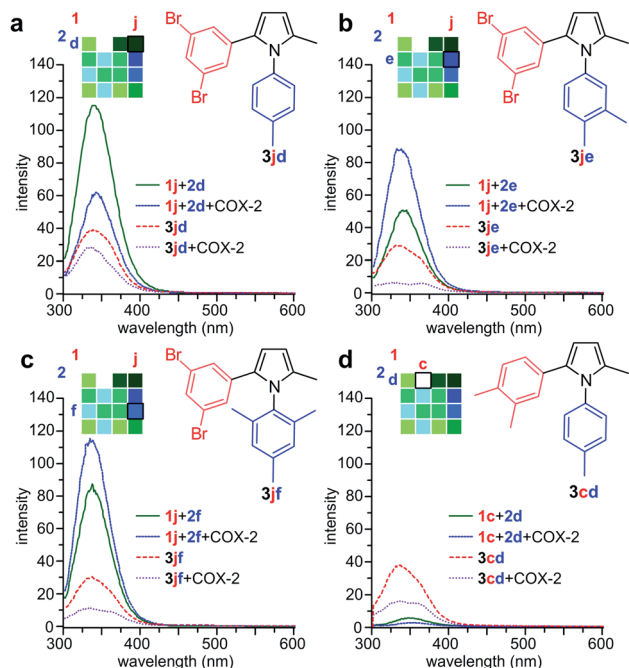 a
1
j
2
d
Br
Br
N
3jd
intensity
140
120
100
80
60
40
20
0
1j+2d
1j+2d+COX-2
3jd
3jd+COX-2
300
400
500
600
wavelength (nm)
b
1
j
2
e
Br
Br
N
3je
intensity
140
120
100
80
60
40
20
0
1j+2e
1j+2e+COX-2
3je
3je+COX-2
300
400
500
600
wavelength (nm)
c
1
j
2
f
Br
Br
N
3jf
intensity
140
120
100
80
60
40
20
0
1j+2f
1j+2f+COX-2
3jf
3jf+COX-2
300
400
500
600
wavelength (nm)
d
1
c
2
d
N
3cd
intensity
140
120
100
80
60
40
20
0
1c+2d
1c+2d+COX-2
3cd
3cd+COX-2
300
400
500
600
wavelength (nm)